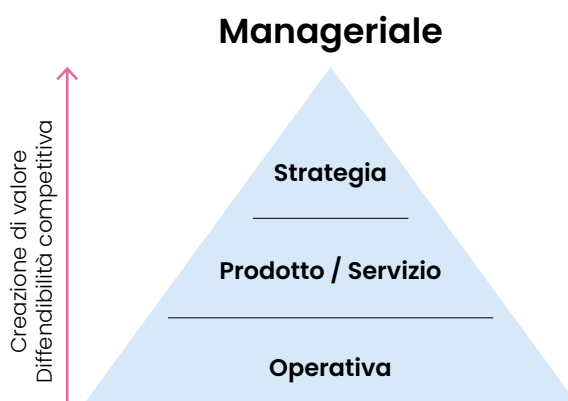 Manageriale
Creazione di valore
Diffendibilità competitiva
Strategia
Prodotto / Servizio
Operativa